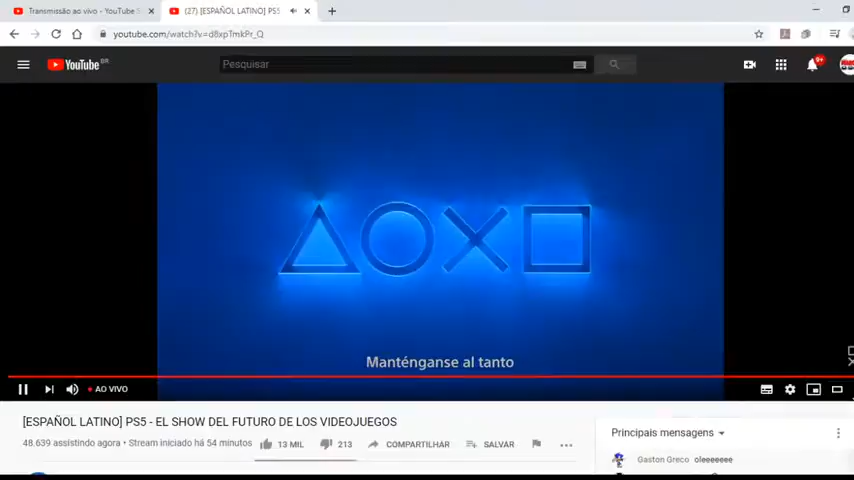 Transmissão ao vivo - YouTube S
(27) [ESPAÑOL LATINO] PS5
youtube.com/watch?v=d8xpTmkPr_Q
YouTube BR
Pesquisar
9+
Manténganse al tanto
AO VIVO
[ESPAÑOL LATINO] PS5 - EL SHOW DEL FUTURO DE LOS VIDEOJUEGOS
48.639 assistindo agora • Stream iniciado há 54 minutos
13 MIL
213
COMPARTILHAR
SALVAR
Principais mensagens
Gaston Greco oleeeeeee